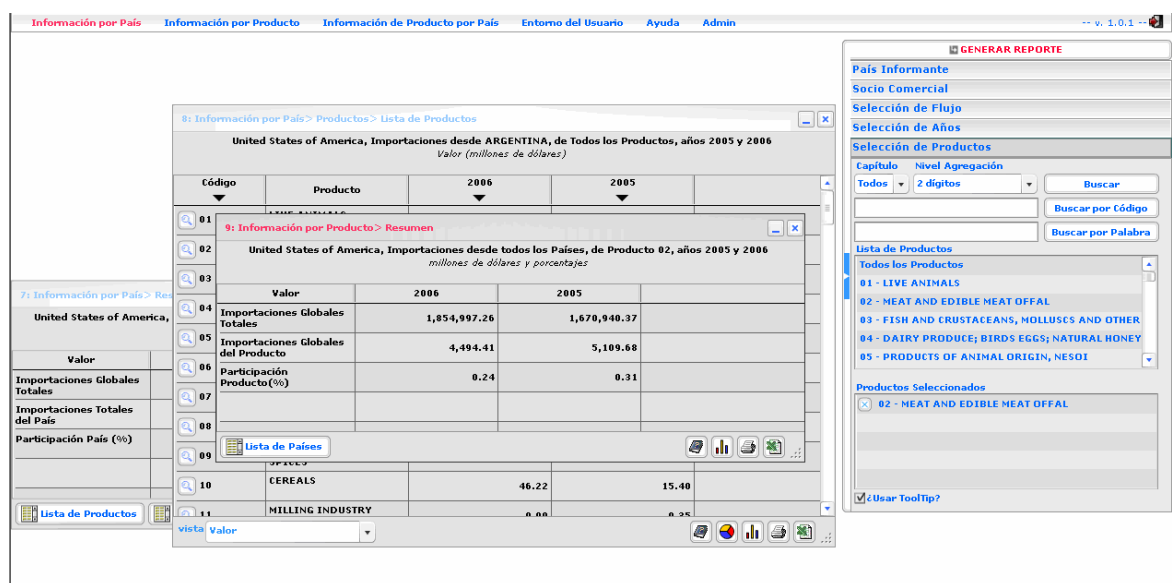 Información por País Información por Producto Información de Producto por País Entorno del Usuario Ayuda Admin -- v. 1.0.1 --
GENERAR REPORTE
País Informante
Socio Comercial
Selección de Flujo
Selección de Años
Selección de Productos
Capítulo Nivel Agregación
Todos 2 dígitos Buscar
Buscar por Código
Buscar por Palabra
Lista de Productos
Todos los Productos
01 - LIVE ANIMALS
02 - MEAT AND EDIBLE MEAT OFFAL
03 - FISH AND CRUSTACEANS, MOLLUSCS AND OTHER
04 - DAIRY PRODUCE; BIRDS EGGS; NATURAL HONEY
05 - PRODUCTS OF ANIMAL ORIGIN, NESOI
Productos Seleccionados
02 - MEAT AND EDIBLE MEAT OFFAL
¿Usar ToolTip?
8: Información por País> Productos> Lista de Productos
United States of America, Importaciones desde ARGENTINA, de Todos los Productos, años 2005 y 2006
Valor (millones de dólares)
Código Producto 2006 2005
01 LIVE ANIMALS
02
03
04
05
06
07
08
09 SPICES
10 CEREALS 46.22 15.40
11 MILLING INDUSTRY 0.00 0.25
vista Valor
9: Información por Producto> Resumen
United States of America, Importaciones desde todos los Países, de Producto 02, años 2005 y 2006
millones de dólares y porcentajes
Valor 2006 2005
Importaciones Globales
Totales 1,854,997.26 1,670,940.37
Importaciones Globales
del Producto 4,494.41 5,109.68
Participación
Producto(%) 0.24 0.31
Lista de Países
7: Información por País> Res
United States of America,
Valor
Importaciones Globales
Totales
Importaciones Totales
del País
Participación País (%)
Lista de Productos